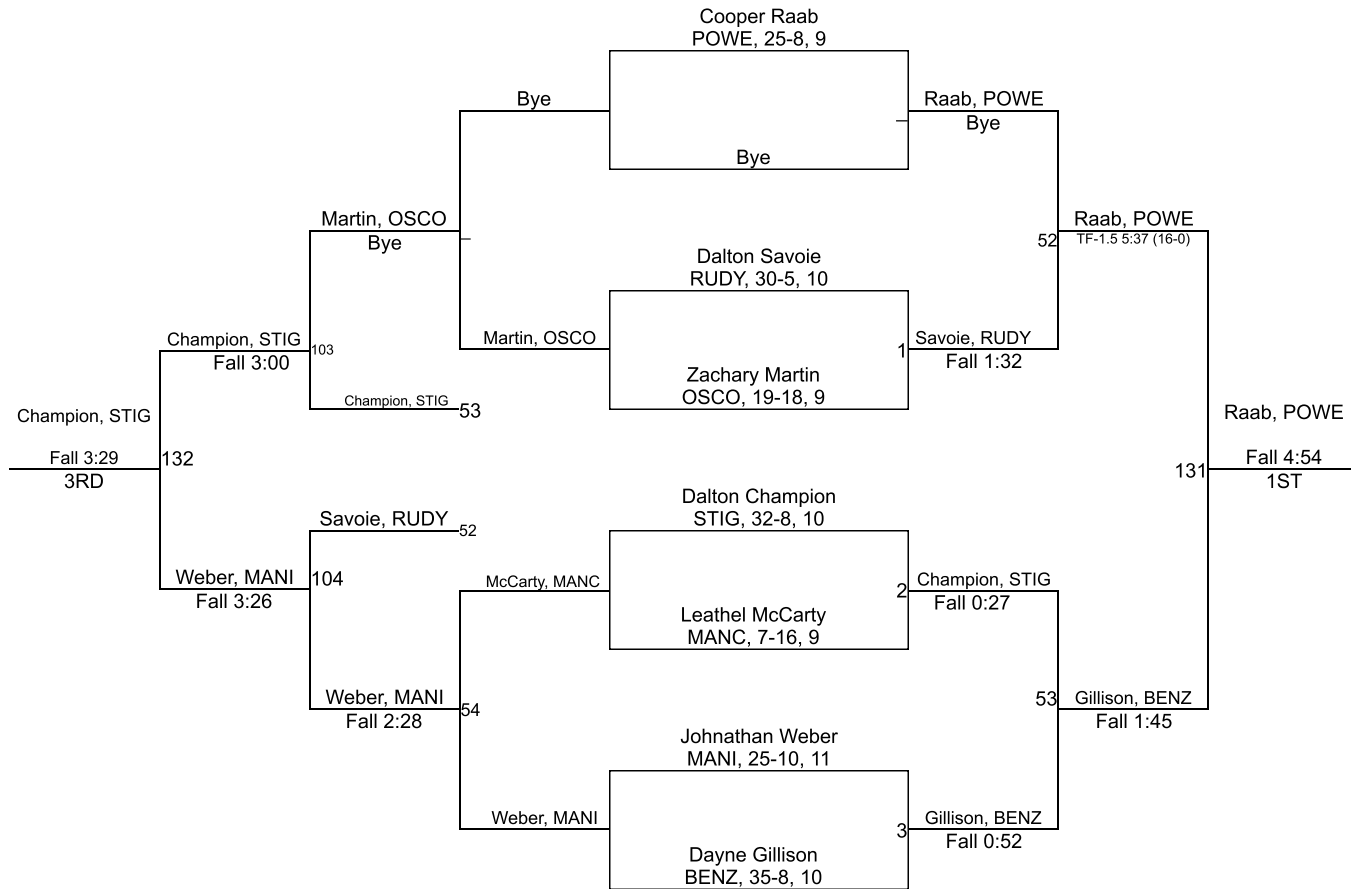 Cooper Raab
POWE, 25-8, 9
Bye
Raab, POWE
Bye
Bye
Martin, OSCO
Bye
Raab, POWE
52
TF-1.5 5:37 (16-0)
Dalton Savoie
RUDY, 30-5, 10
Champion, STIG
103
Fall 3:00
Martin, OSCO
1
Savoie, RUDY
Fall 1:32
Zachary Martin
OSCO, 19-18, 9
Champion, STIG
53
Champion, STIG
Raab, POWE
Fall 3:29
132
3RD
131
Fall 4:54
1ST
Dalton Champion
STIG, 32-8, 10
Savoie, RUDY
52
Weber, MANI
104
Fall 3:26
McCarty, MANC
2
Champion, STIG
Fall 0:27
Leathel McCarty
MANC, 7-16, 9
Weber, MANI
54
Fall 2:28
53
Gillison, BENZ
Fall 1:45
Johnathan Weber
MANI, 25-10, 11
Weber, MANI
3
Gillison, BENZ
Fall 0:52
Dayne Gillison
BENZ, 35-8, 10